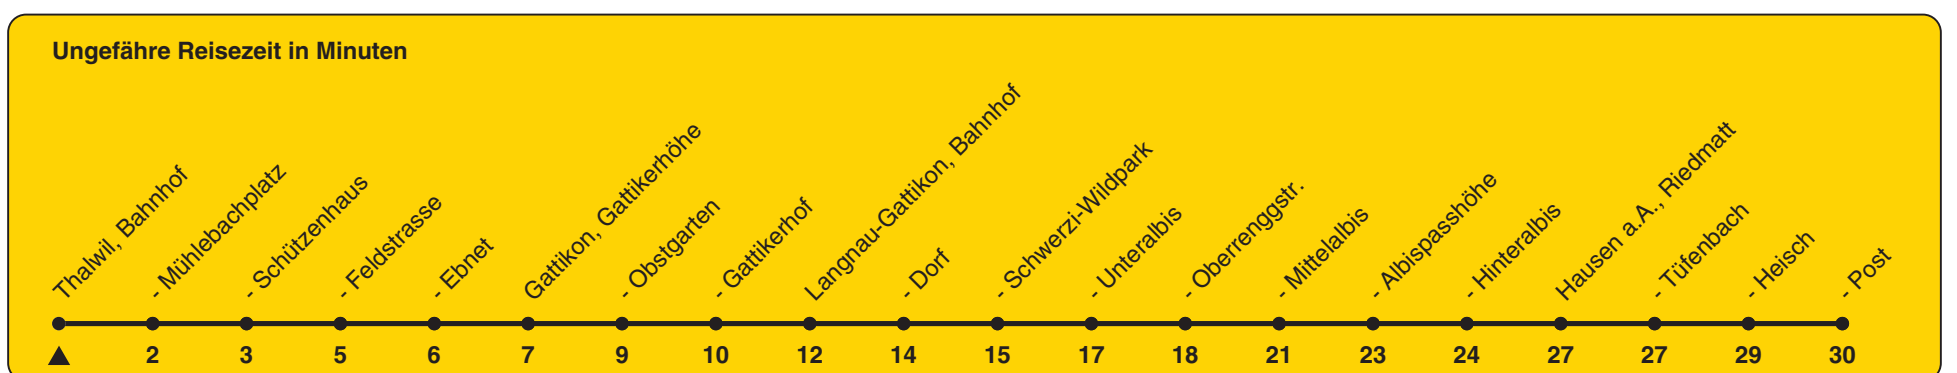 Ungefähre Reisezeit in Minuten
Thalwil, Bahnhof
- Mühlebachplatz
- Schützenhaus
- Feldstrasse
- Ebnet
Gattikon, Gattikerhöhe
- Obstgarten
- Gattikerhof
Langnau-Gattikon, Bahnhof
- Dorf
- Schwerzi-Wildpark
- Unteralbis
- Oberrenggstr.
- Mittelalbis
- Albispasshöhe
- Hinteralbis
Hausen a.A., Riedmatt
- Tüfenbach
- Heisch
- Post
2 3 5 6 7 9 10 12 14 15 17 18 21 23 24 27 27 29 30